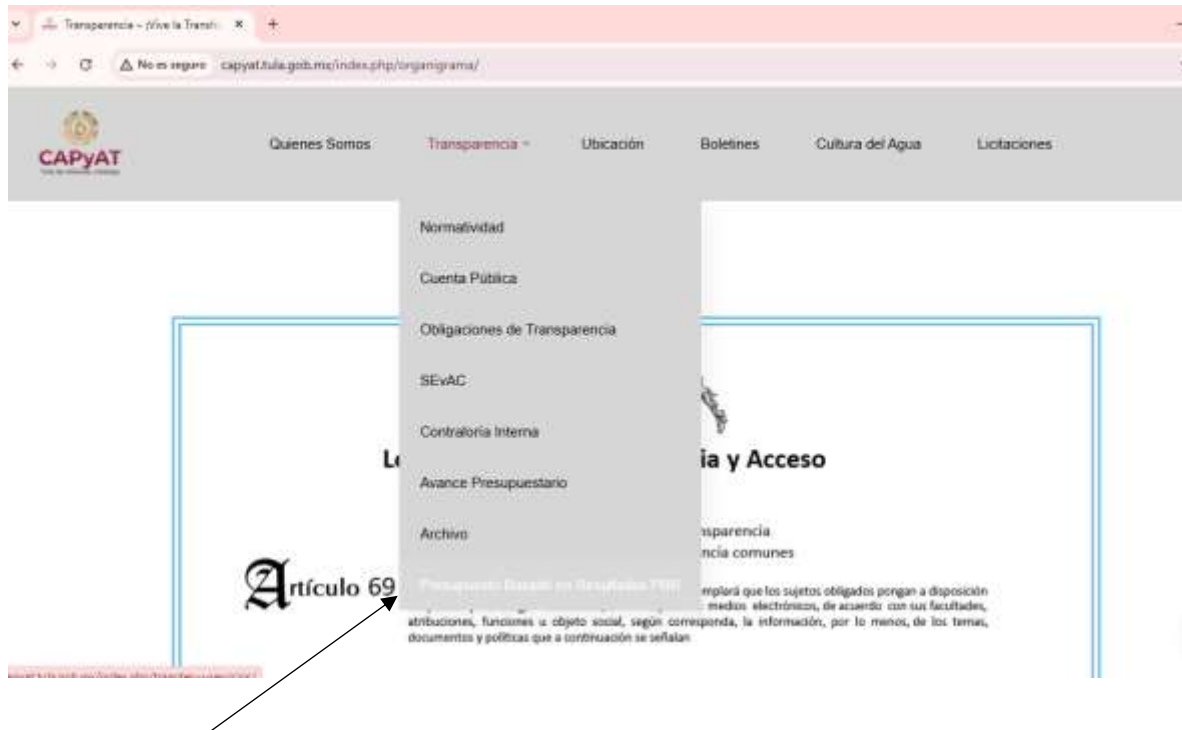 Transparencia – ¡Vive la Transf
No es seguro capyat.tula.gob.mx/index.php/organigrama/
CAPyAT
Quienes Somos
Transparencia
Ubicación
Boletines
Cultura del Agua
Licitaciones
Normatividad
Cuenta Pública
Obligaciones de Transparencia
SEvAC
Contraloría Interna
Avance Presupuestario
Archivo
Presupuesto Basado en Resultados PBR
L
ia y Acceso
nsparencia
ncia comunes
Artículo 69
emplará que los sujetos obligados pongan a disposición
medios electrónicos, de acuerdo con sus facultades,
atribuciones, funciones u objeto social, según corresponda, la información, por lo menos, de los temas,
documentos y políticas que a continuación se señalan